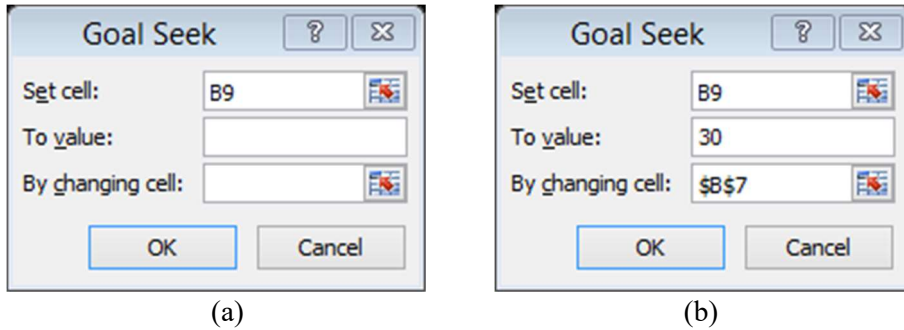 Goal Seek
Set cell: B9
To value:
By changing cell:
OK Cancel
(a)
Goal Seek
Set cell: B9
To value: 30
By changing cell: $B$7
OK Cancel
(b)